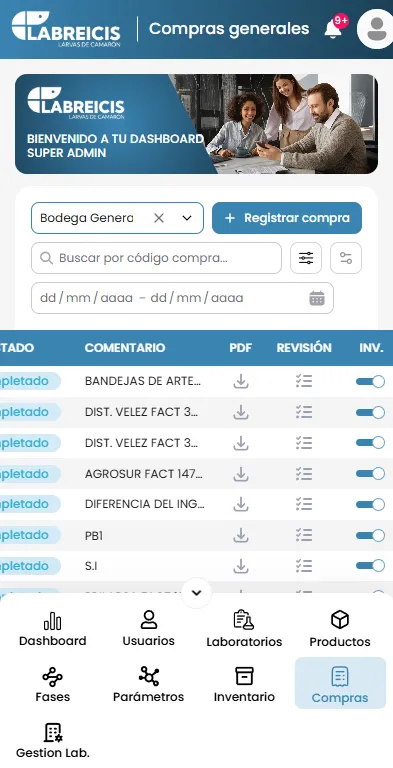 LABREICIS
LARVAS DE CAMARÓN
Compras generales
9+
LABREICIS
LARVAS DE CAMARÓN
BIENVENIDO A TU DASHBOARD
SUPER ADMIN
Bodega Genera
+ Registrar compra
Buscar por código compra...
dd / mm / aaaa - dd / mm / aaaa
TADO COMENTARIO PDF REVISIÓN INV.
pletado BANDEJAS DE ARTE...
pletado DIST. VELEZ FACT 3...
pletado DIST. VELEZ FACT 3...
pletado AGROSUR FACT 147...
pletado DIFERENCIA DEL ING...
pletado PB1
pletado S.I
Dashboard Usuarios Laboratorios Productos
Fases Parámetros Inventario Compras
Gestion Lab.